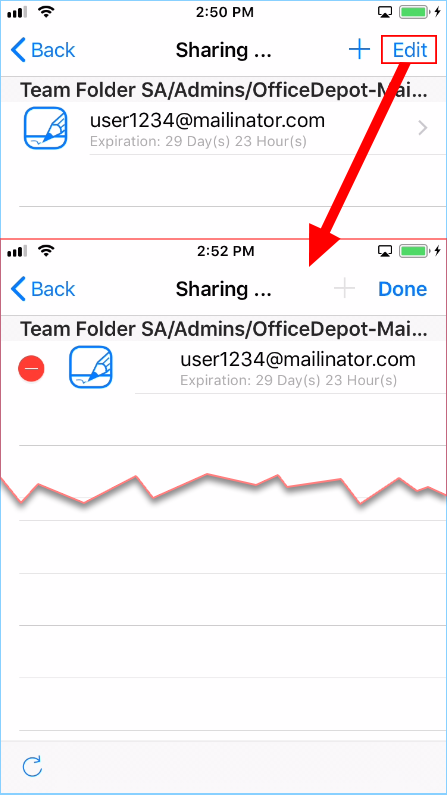 2:50 PM
Back
Sharing ...
Edit
Team Folder SA/Admins/OfficeDepot-Mai...
user1234@mailinator.com
Expiration: 29 Day(s) 23 Hour(s)
2:52 PM
Back
Sharing ...
Done
Team Folder SA/Admins/OfficeDepot-Mai...
user1234@mailinator.com
Expiration: 29 Day(s) 23 Hour(s)